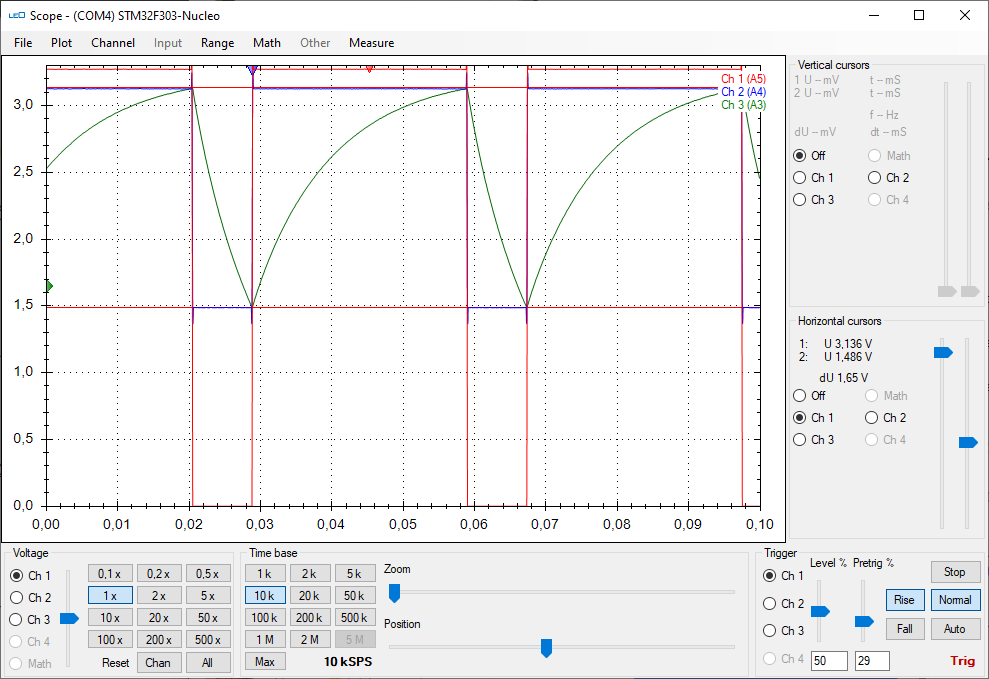 LEO Scope - (COM4) STM32F303-Nucleo
File Plot Channel Input Range Math Other Measure
Ch 1 (A5)
Ch 2 (A4)
Ch 3 (A3)
3,0
2,5
2,0
1,5
1,0
0,5
0,0
0,00 0,01 0,02 0,03 0,04 0,05 0,06 0,07 0,08 0,09 0,10
Vertical cursors
1 U -- mV t -- mS
2 U -- mV t -- mS
f -- Hz
dU -- mV dt -- mS
Off Math
Ch 1 Ch 2
Ch 3 Ch 4
Horizontal cursors
1: U 3,136 V
2: U 1,486 V
dU 1,65 V
Off Math
Ch 1 Ch 2
Ch 3 Ch 4
Voltage
Ch 1 0,1 x 0,2 x 0,5 x
Ch 2 1 x 2 x 5 x
Ch 3 10 x 20 x 50 x
Ch 4 100 x 200 x 500 x
Math Reset Chan All
Time base
1 k 2 k 5 k
10 k 20 k 50 k
100 k 200 k 500 k
1 M 2 M 5 M
Max 10 kSPS
Zoom
Position
Trigger
Level % Pretrig %
Ch 1 Stop
Ch 2 Rise Normal
Ch 3 Fall Auto
Ch 4 50 29 Trig